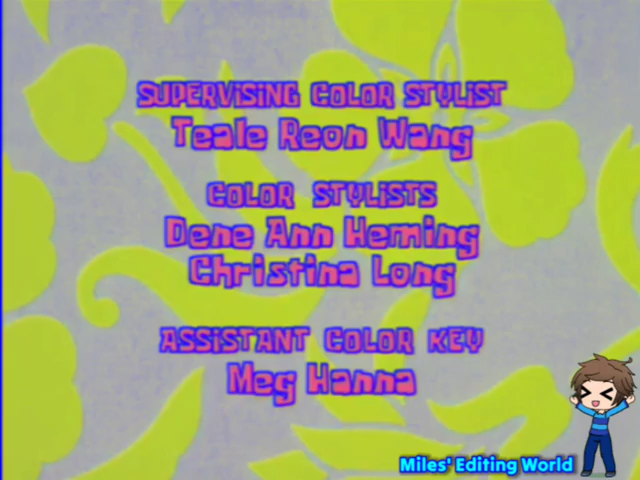 SUPERVISING COLOR STYLIST
Teale Reon Wang
COLOR STYLISTS
Dene Ann Heming
Christina Long
ASSISTANT COLOR KEY
Meg Hanna
Miles' Editing World